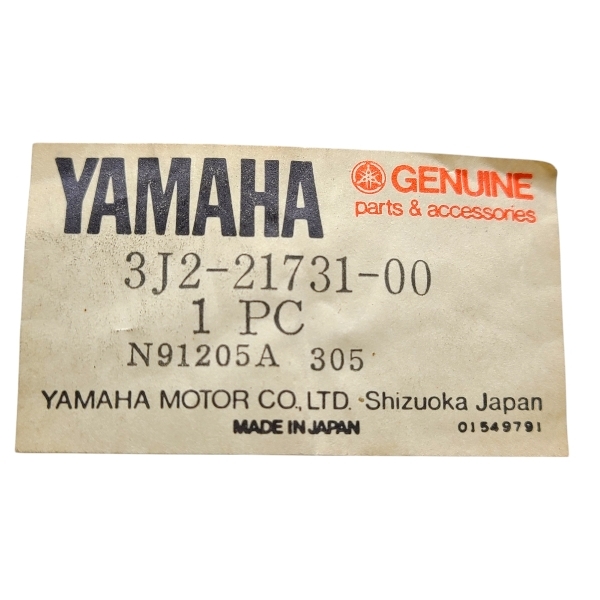 YAMAHA
GENUINE
parts & accessories
3J2-21731-00
1 PC
N91205A 305
YAMAHA MOTOR CO., LTD. Shizuoka Japan
MADE IN JAPAN
01549791